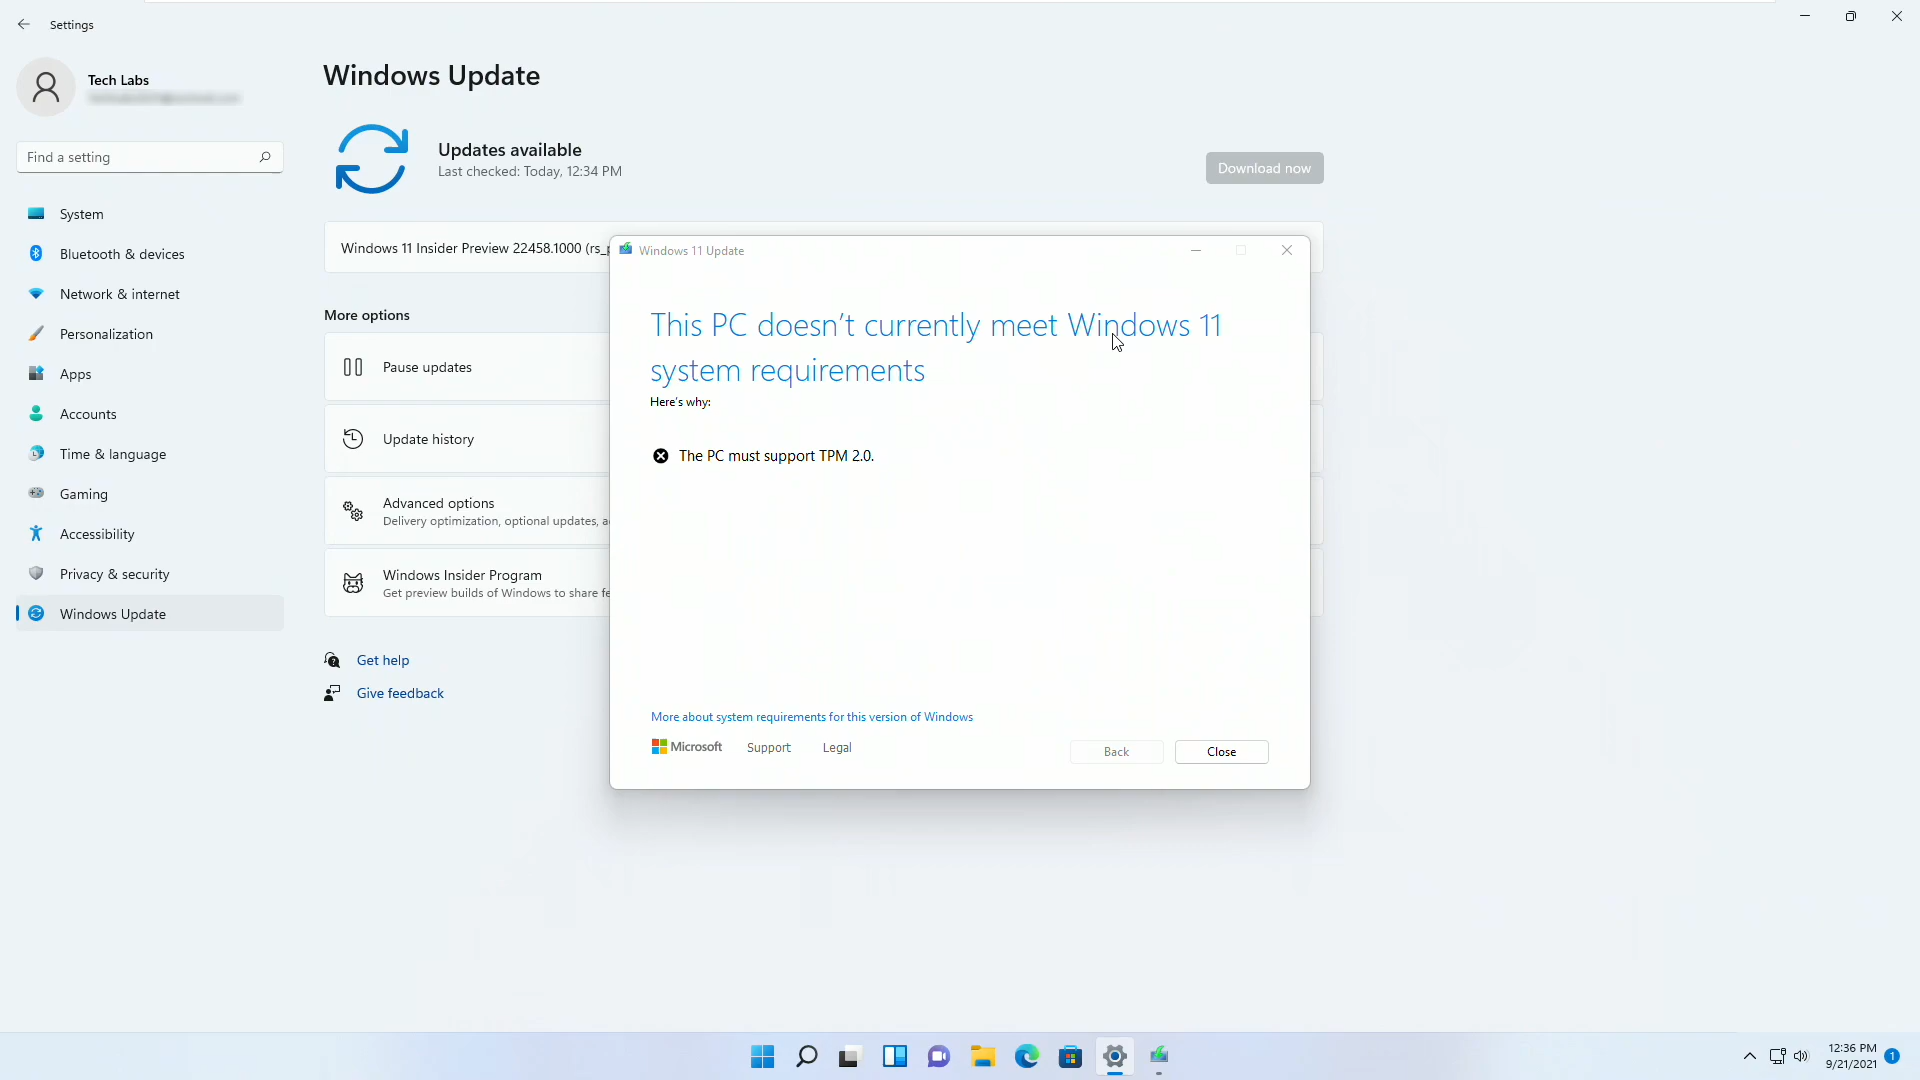 Settings
Tech Labs
Find a setting
System
Bluetooth & devices
Network & internet
Personalization
Apps
Accounts
Time & language
Gaming
Accessibility
Privacy & security
Windows Update
Windows Update
Updates available
Last checked: Today, 12:34 PM
Download now
Windows 11 Insider Preview 22458.1000 (rs_
More options
Pause updates
Update history
Advanced options
Delivery optimization, optional updates,
Windows Insider Program
Get preview builds of Windows to share
Get help
Give feedback
Windows 11 Update
This PC doesn't currently meet Windows 11
system requirements
Here's why:
The PC must support TPM 2.0.
More about system requirements for this version of Windows
Microsoft Support Legal
Back Close
12:36 PM
9/21/2021
1